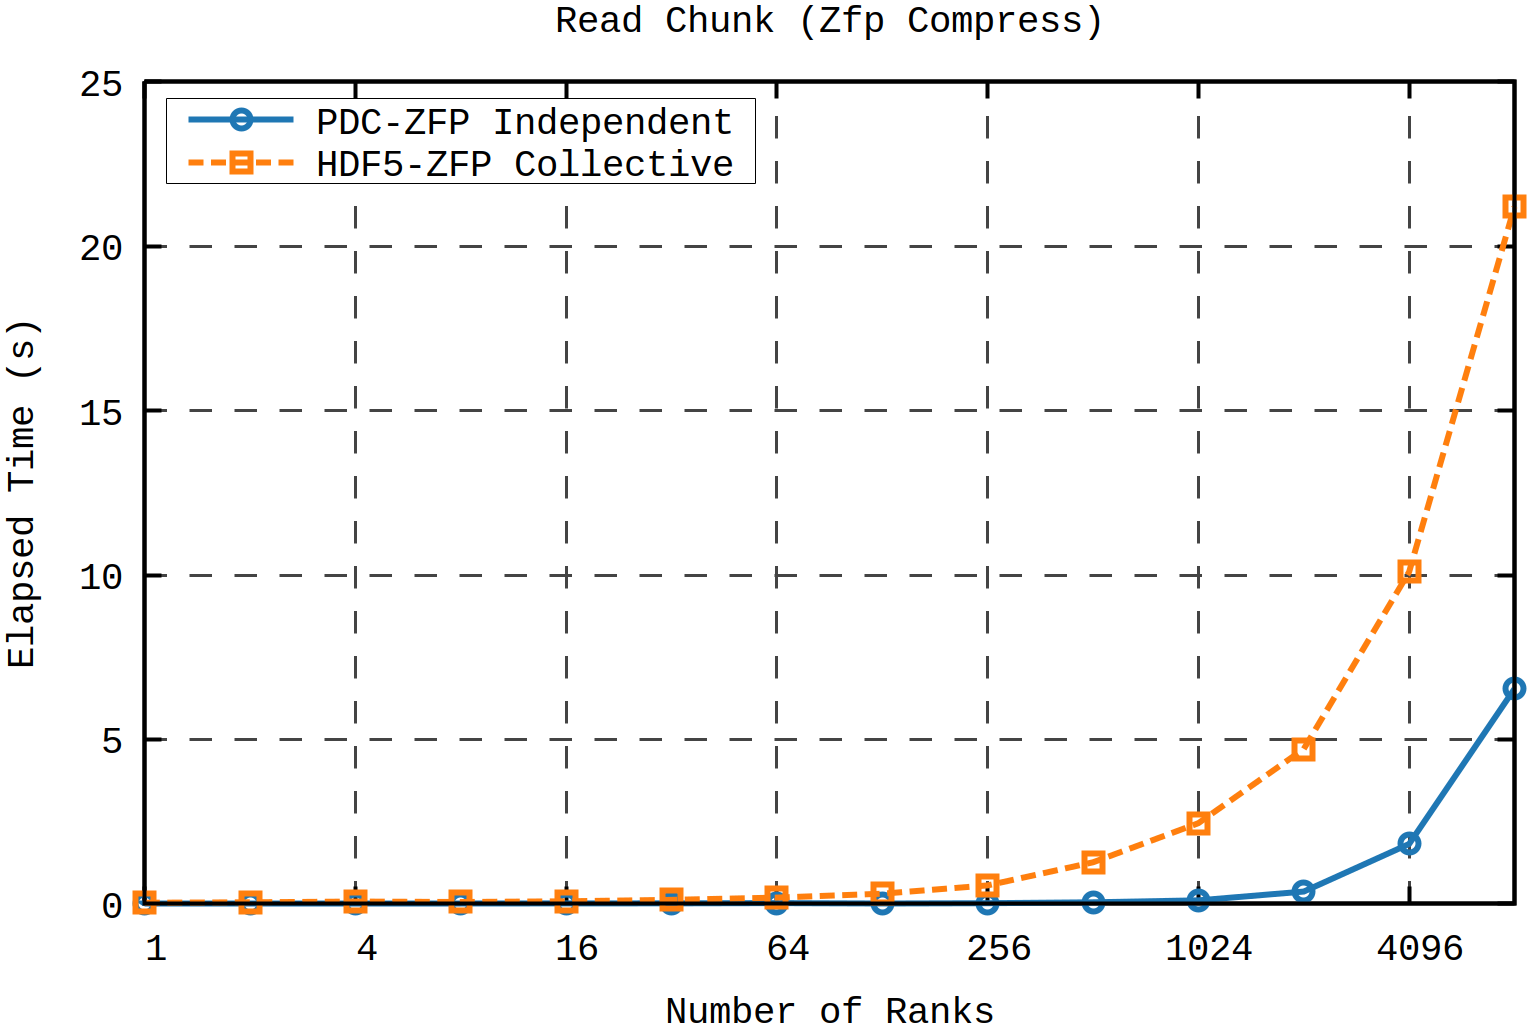 Read Chunk (Zfp Compress)
PDC-ZFP Independent
HDF5-ZFP Collective
25
20
15
10
5
0
Elapsed Time (s)
1 4 16 64 256 1024 4096
Number of Ranks